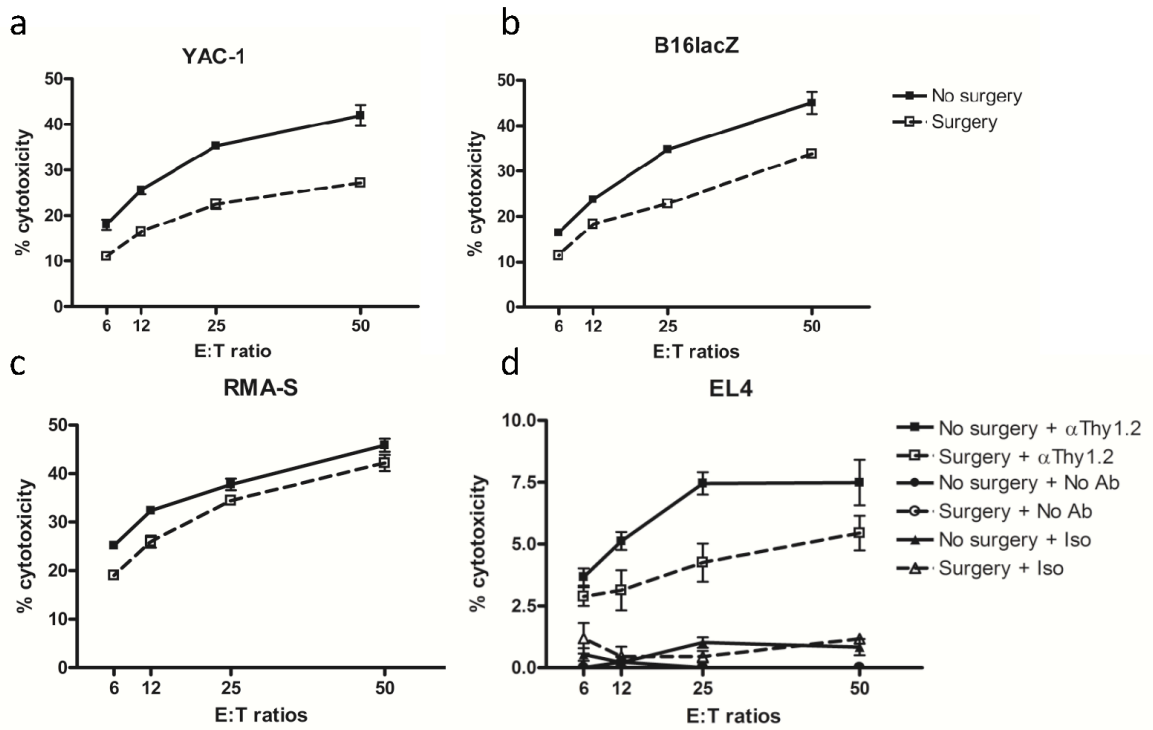 a
YAC-1
50
40
30
20
10
0
% cytotoxicity
6 12 25 50
E:T ratio
b
B16lacZ
50
40
30
20
10
0
% cytotoxicity
6 12 25 50
E:T ratios
No surgery
Surgery
c
RMA-S
50
40
30
20
10
0
% cytotoxicity
6 12 25 50
E:T ratios
d
EL4
10.0
7.5
5.0
2.5
0.0
% cytotoxicity
6 12 25 50
E:T ratios
No surgery + αThy1.2
Surgery + αThy1.2
No surgery + No Ab
Surgery + No Ab
No surgery + Iso
Surgery + Iso